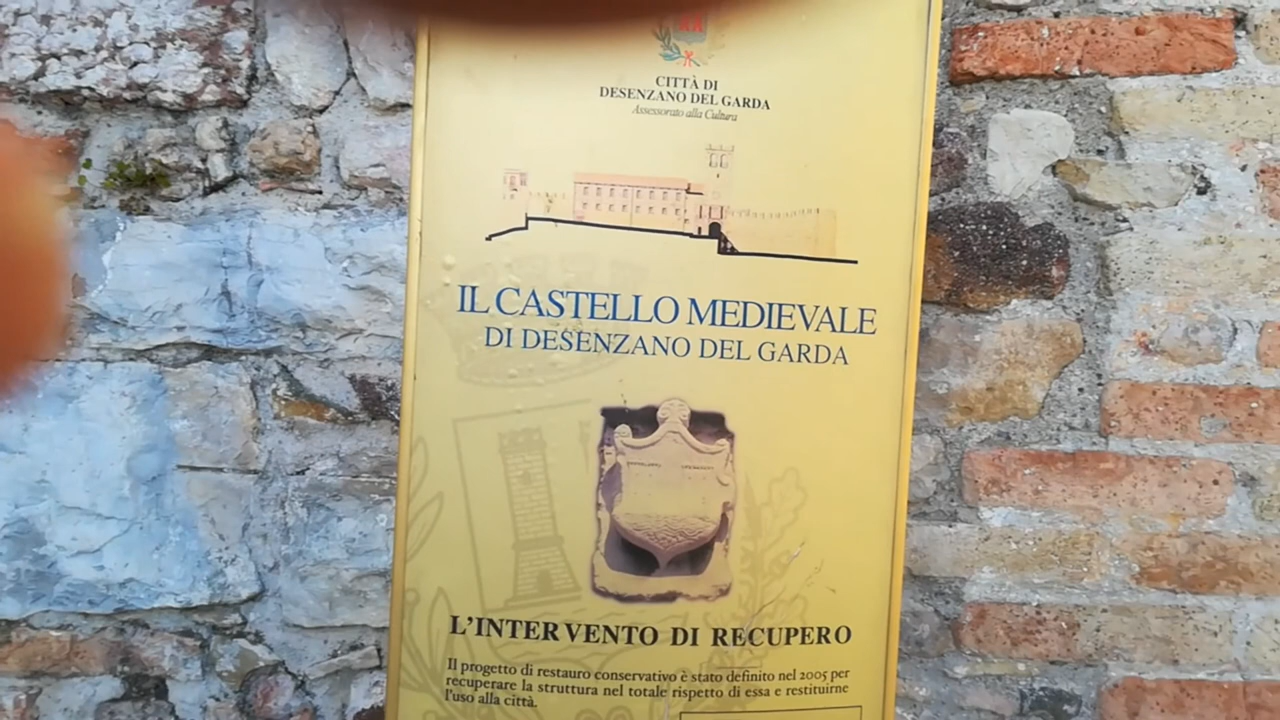 CITTÀ DI
DESENZANO DEL GARDA
Assessorato alla Cultura
IL CASTELLO MEDIEVALE
DI DESENZANO DEL GARDA
L'INTERVENTO DI RECUPERO
Il progetto di restauro conservativo è stato definito nel 2005 per
recuperare la struttura nel totale rispetto di essa e restituirne
l'uso alla città.